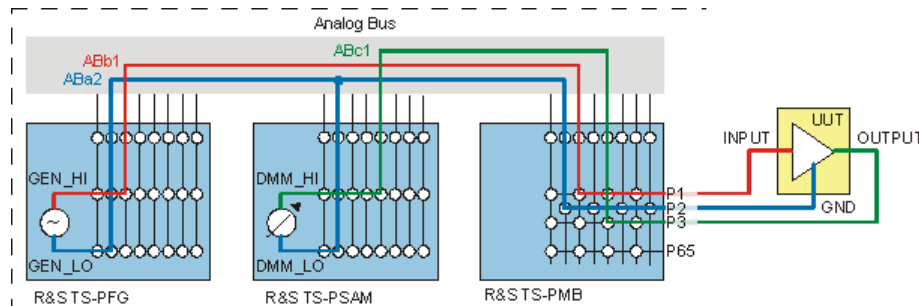 Analog Bus
ABb1
ABc1
ABa2
UUT
INPUT
OUTPUT
GEN_HI
DMM_HI
P1
P2
GND
P3
GEN_LO
DMM_LO
P65
R&S TS-PFG
R&S TS-PSAM
R&S TS-PMB